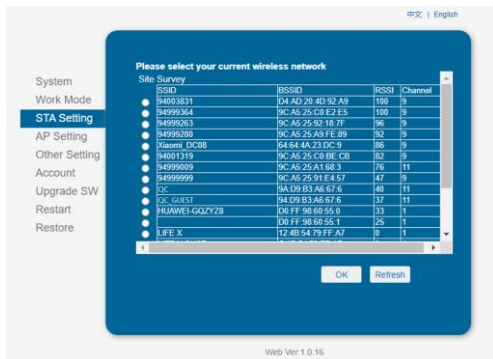 中文 | English
Please select your current wireless network
Site Survey
SSID BSSID RSSI Channel
94003831 D4:AD:20:4D:92:A9 100 9
94999364 9C:A5:25:C0:E2:E5 100 9
94999263 9C:A5:25:92:18:7F 96 9
94999280 9C:A5:25:A9:FE:89 92 9
Xiaomi_DC08 64:64:4A:23:DC:9 86 9
94001319 9C:A5:25:C0:BE:CB 82 9
94999009 9C:A5:25:A1:68:3 76 11
94999999 9C:A5:25:91:E4:57 47 9
QC 9A:D9:B3:A6:67:6 40 11
QC_GUEST 94:D9:B3:A6:67:6 37 11
HUAWEI-GQZYZ8 D0:FF:98:60:55:0 33 1
D0:FF:98:60:55:1 25 1
LIFE X 12:4B:54:79:FF:A7 0 1
System
Work Mode
STA Setting
AP Setting
Other Setting
Account
Upgrade SW
Restart
Restore
OK Refresh
Web Ver:1.0.16